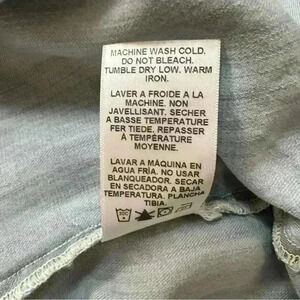 MACHINE WASH COLD.
DO NOT BLEACH.
TUMBLE DRY LOW. WARM
IRON.
LAVER A FROIDE A LA
MACHINE. NON
JAVELLISANT. SECHER
A BASSE TEMPERATURE
FER TIEDE. REPASSER
À TEMPÉRATURE
MOYENNE.
LAVAR A MÁQUINA EN
AGUA FRÍA. NO USAR
BLANQUEADOR. SECAR
EN SECADORA A BAJA
TEMPERATURA. PLANCHA
TIBIA.